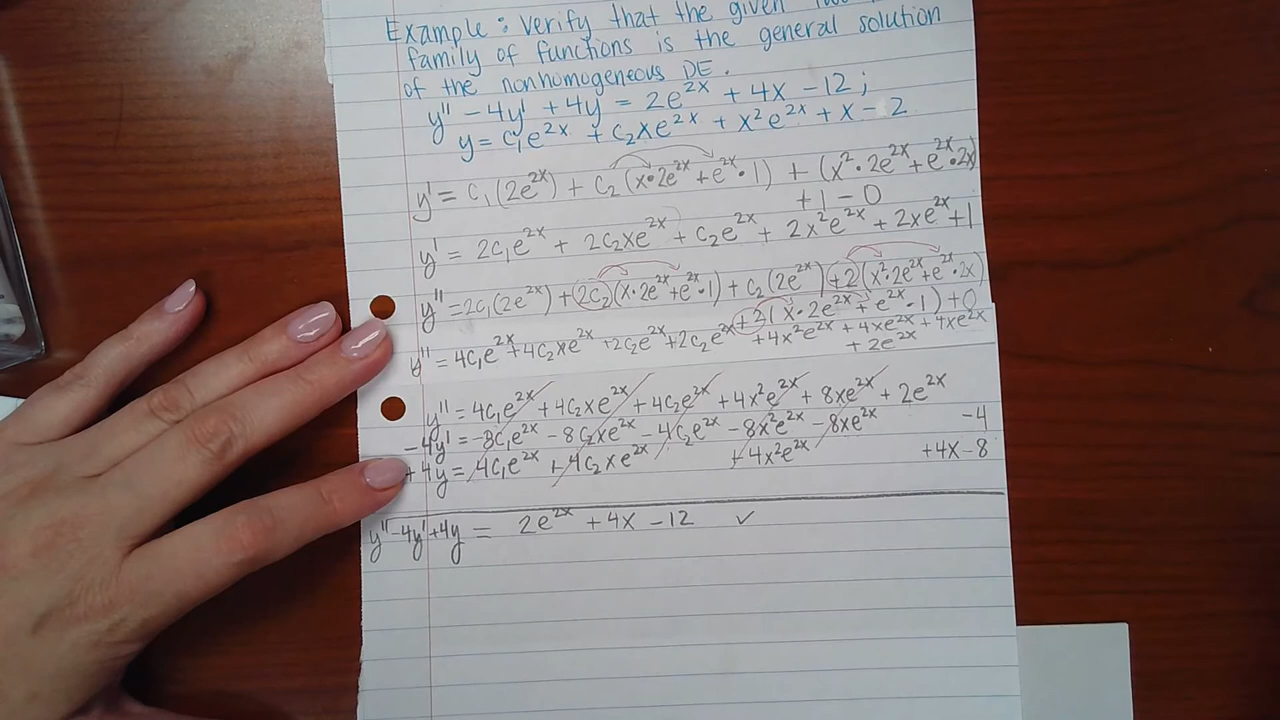 Example: Verify that the given
family of functions is the general solution
of the nonhomogeneous DE.
y'' - 4y' + 4y = 2e^2x + 4x - 12;
y = c₁e^2x + c₂xe^2x + x²e^2x + x - 2
y' = c₁(2e^2x) + c₂(x·2e^2x + e^2x·1) + (x²·2e^2x + e^2x·2x)
+1 - 0
y' = 2c₁e^2x + 2c₂xe^2x + c₂e^2x + 2x²e^2x + 2xe^2x + 1
y'' = 2c₁(2e^2x) + 2c₂(x·2e^2x + e^2x·1) + c₂(2e^2x) + 2(x²·2e^2x + e^2x·2x)
+2(x·2e^2x + e^2x·1) + 0
y'' = 4c₁e^2x + 4c₂xe^2x + 2c₂e^2x + 2c₂e^2x + 4x²e^2x + 4xe^2x + 4xe^2x
+ 2e^2x
y'' = 4c₁e^2x + 4c₂xe^2x + 4c₂e^2x + 4x²e^2x + 8xe^2x + 2e^2x
-4y' = -8c₁e^2x - 8c₂xe^2x - 4c₂e^2x - 8x²e^2x - 8xe^2x - 4
+4y = 4c₁e^2x + 4c₂xe^2x + 4x²e^2x + 4x - 8
y'' - 4y' + 4y = 2e^2x + 4x - 12 ✓